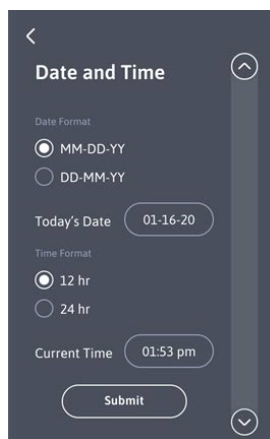 Date and Time
Date Format
MM-DD-YY
DD-MM-YY
Today's Date 01-16-20
Time Format
12 hr
24 hr
Current Time 01:53 pm
Submit